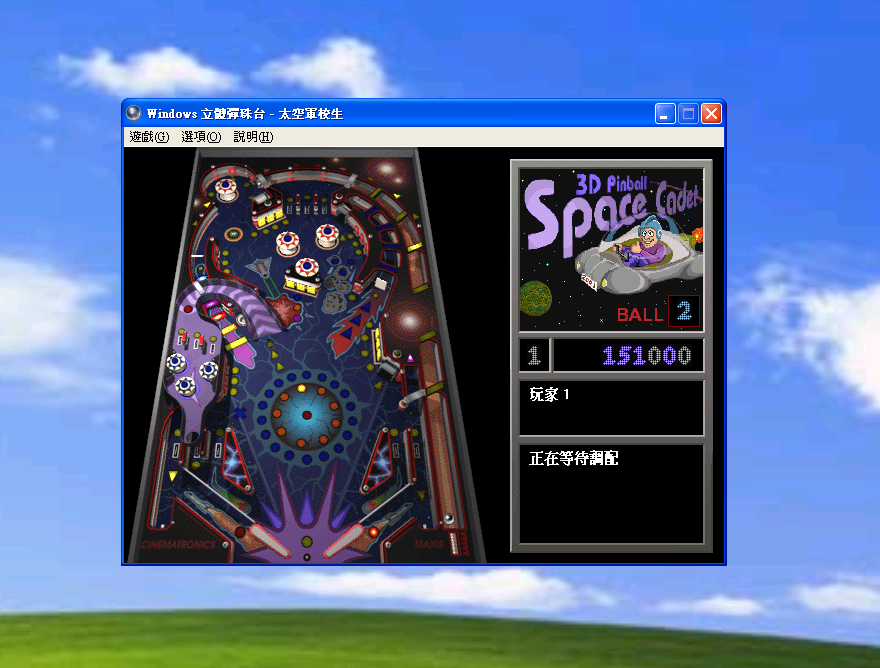 Windows 立體彈珠台 - 太空軍校生
遊戲(G) 選項(O) 說明(H)
3D Pinball
Space Cadet
BALL 2
1 151000
玩家 1
正在等待調配
CINEMATRONICS
MAXIS